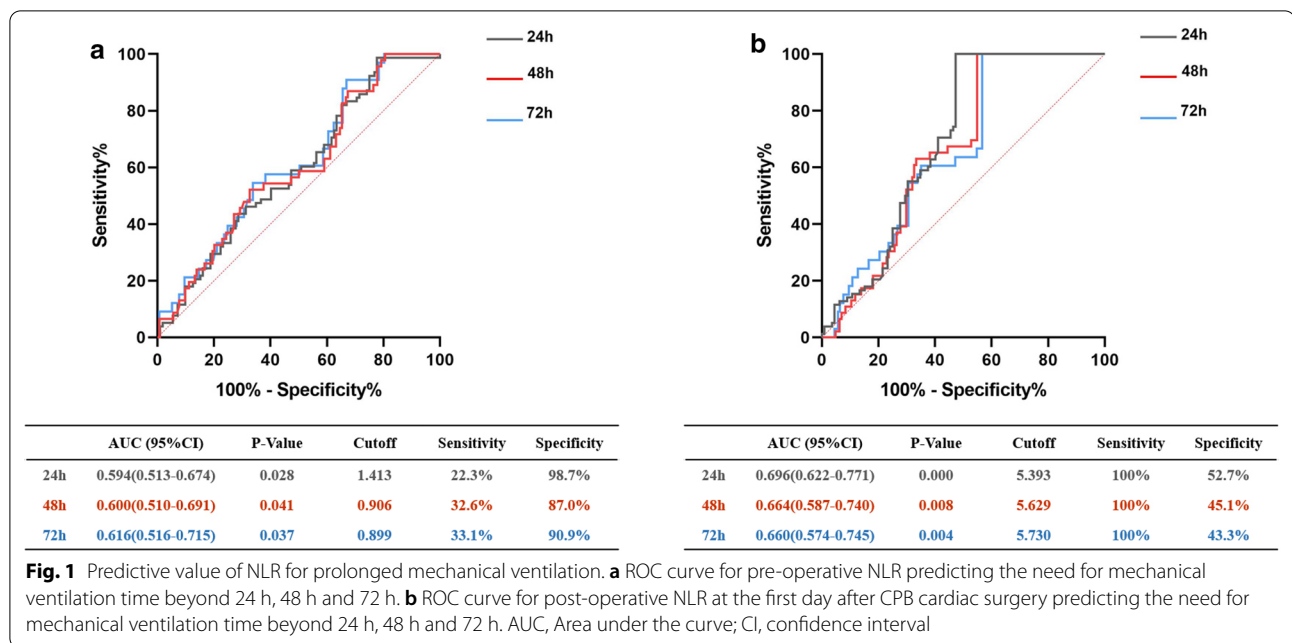 a
24h
48h
72h
100
80
60
40
20
0
Sensitivity%
0 20 40 60 80 100
100% - Specificity%
AUC (95%CI) P-Value Cutoff Sensitivity Specificity
24h 0.594(0.513-0.674) 0.028 1.413 22.3% 98.7%
48h 0.600(0.510-0.691) 0.041 0.906 32.6% 87.0%
72h 0.616(0.516-0.715) 0.037 0.899 33.1% 90.9%
b
24h
48h
72h
100
80
60
40
20
0
Sensitivity%
0 20 40 60 80 100
100% - Specificity%
AUC (95%CI) P-Value Cutoff Sensitivity Specificity
24h 0.696(0.622-0.771) 0.000 5.393 100% 52.7%
48h 0.664(0.587-0.740) 0.008 5.629 100% 45.1%
72h 0.660(0.574-0.745) 0.004 5.730 100% 43.3%
Fig. 1 Predictive value of NLR for prolonged mechanical ventilation. a ROC curve for pre-operative NLR predicting the need for mechanical
ventilation time beyond 24 h, 48 h and 72 h. b ROC curve for post-operative NLR at the first day after CPB cardiac surgery predicting the need for
mechanical ventilation time beyond 24 h, 48 h and 72 h. AUC, Area under the curve; CI, confidence interval